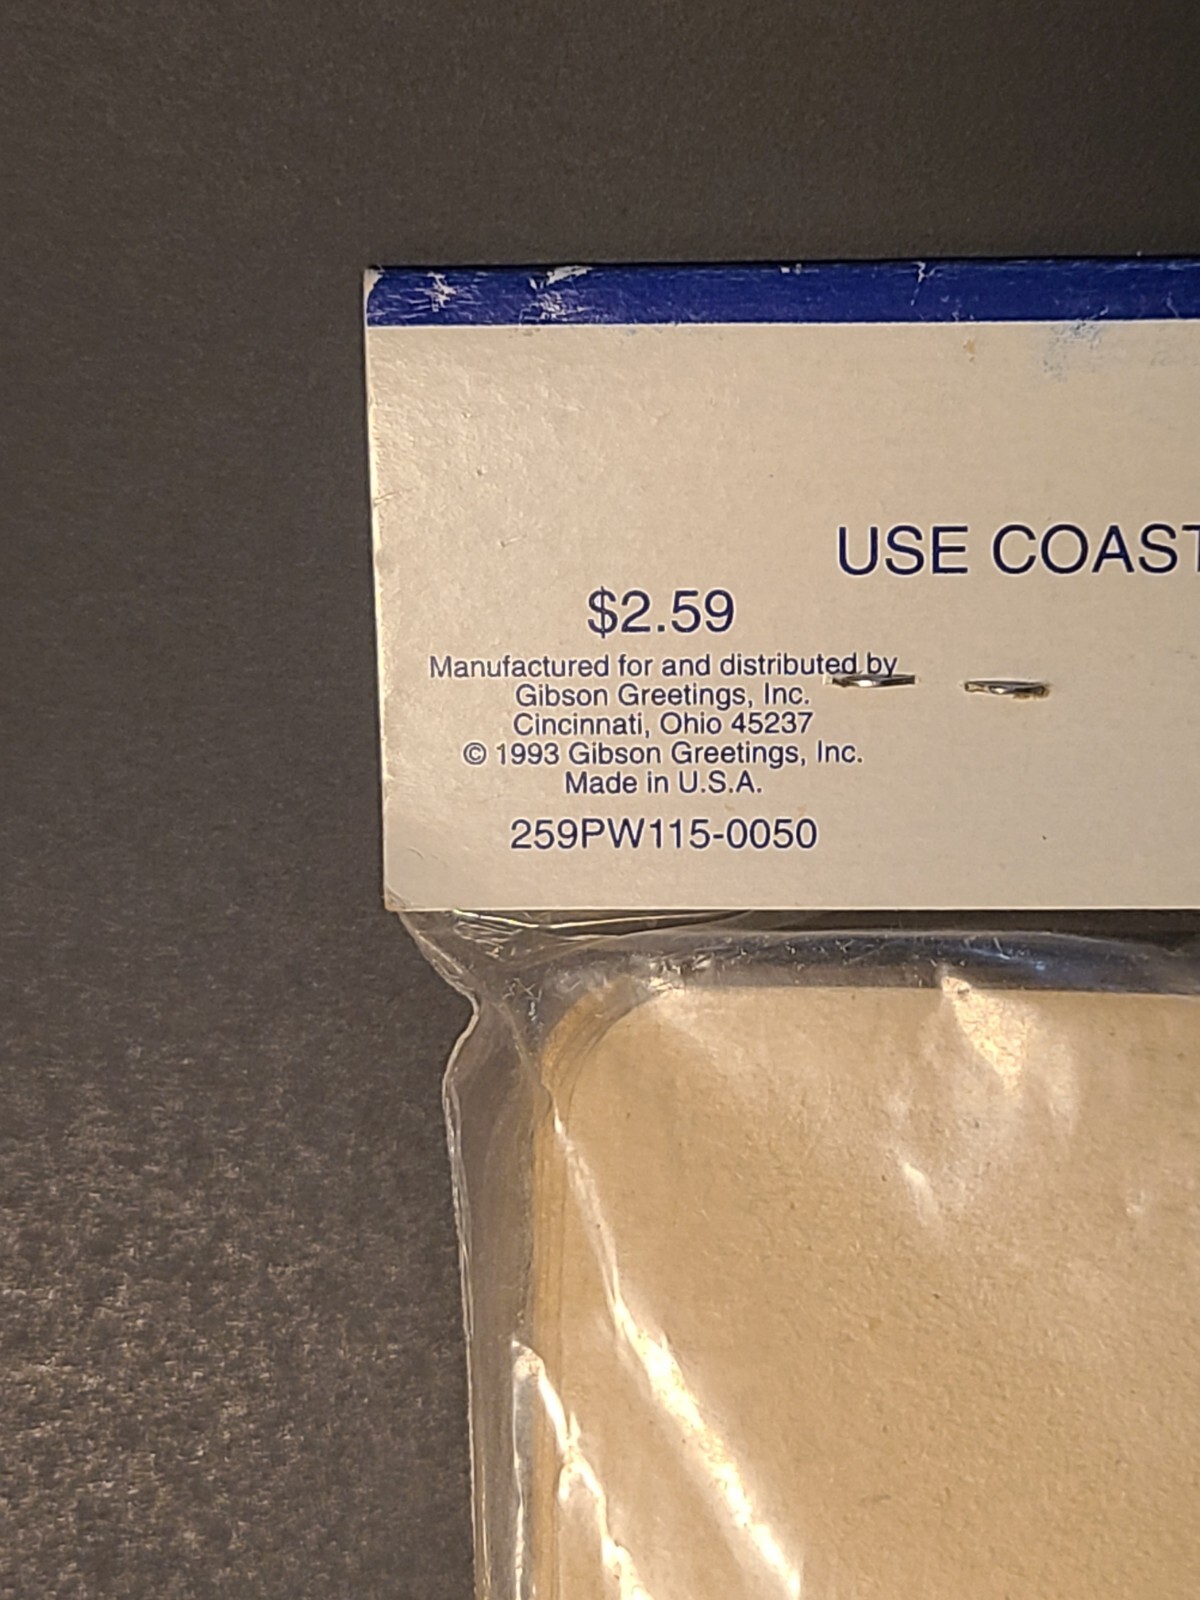 USE COAST
$2.59
Manufactured for and distributed by
Gibson Greetings, Inc.
Cincinnati, Ohio 45237
© 1993 Gibson Greetings, Inc.
Made in U.S.A.
259PW115-0050